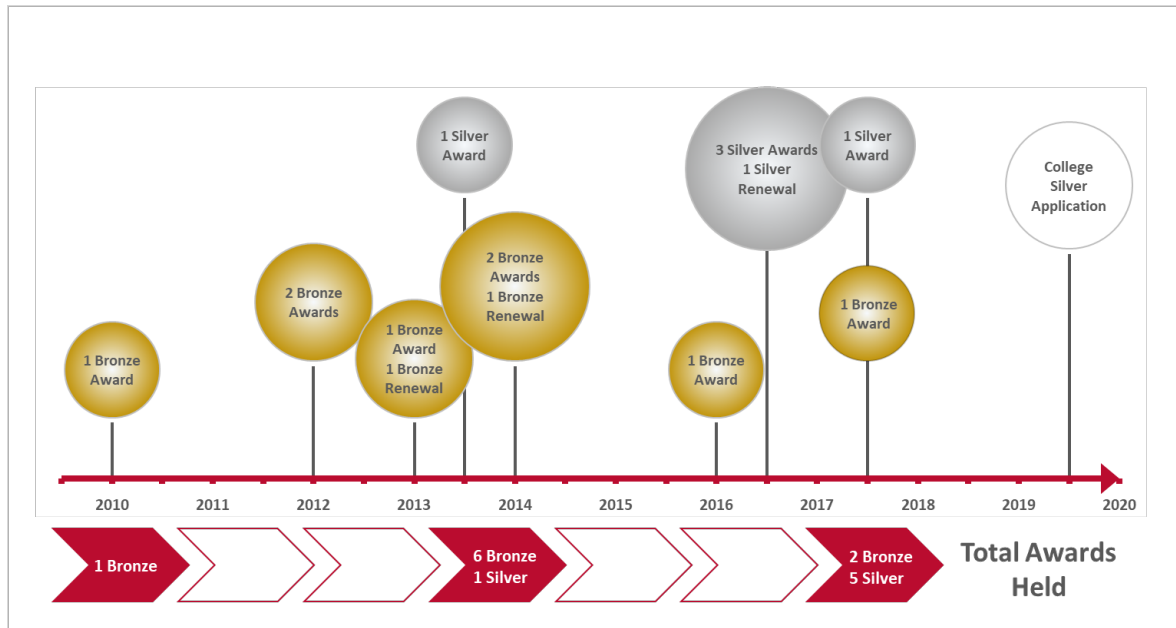 1 Silver
Award
3 Silver Awards
1 Silver
Renewal
1 Silver
Award
College
Silver
Application
1 Bronze
Award
2 Bronze
Awards
1 Bronze
Award
1 Bronze
Renewal
2 Bronze
Awards
1 Bronze
Renewal
1 Bronze
Award
1 Bronze
Award
2010
2011
2012
2013
2014
2015
2016
2017
2018
2019
2020
1 Bronze
6 Bronze
1 Silver
2 Bronze
5 Silver
Total Awards
Held